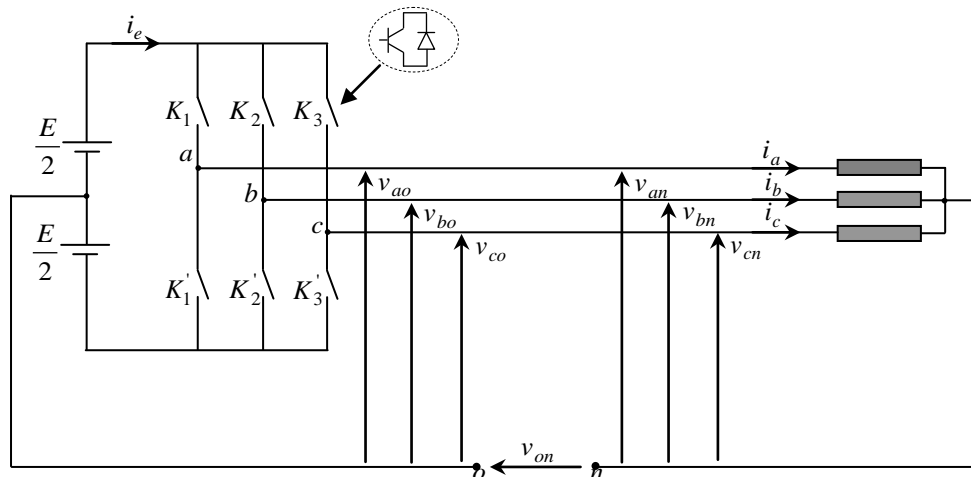 i_e
K_1 K_2 K_3
E/2
a
b
c
E/2
K_1' K_2' K_3'
v_ao
v_bo
v_co
v_an
v_bn
v_cn
i_a
i_b
i_c
o
v_on
n